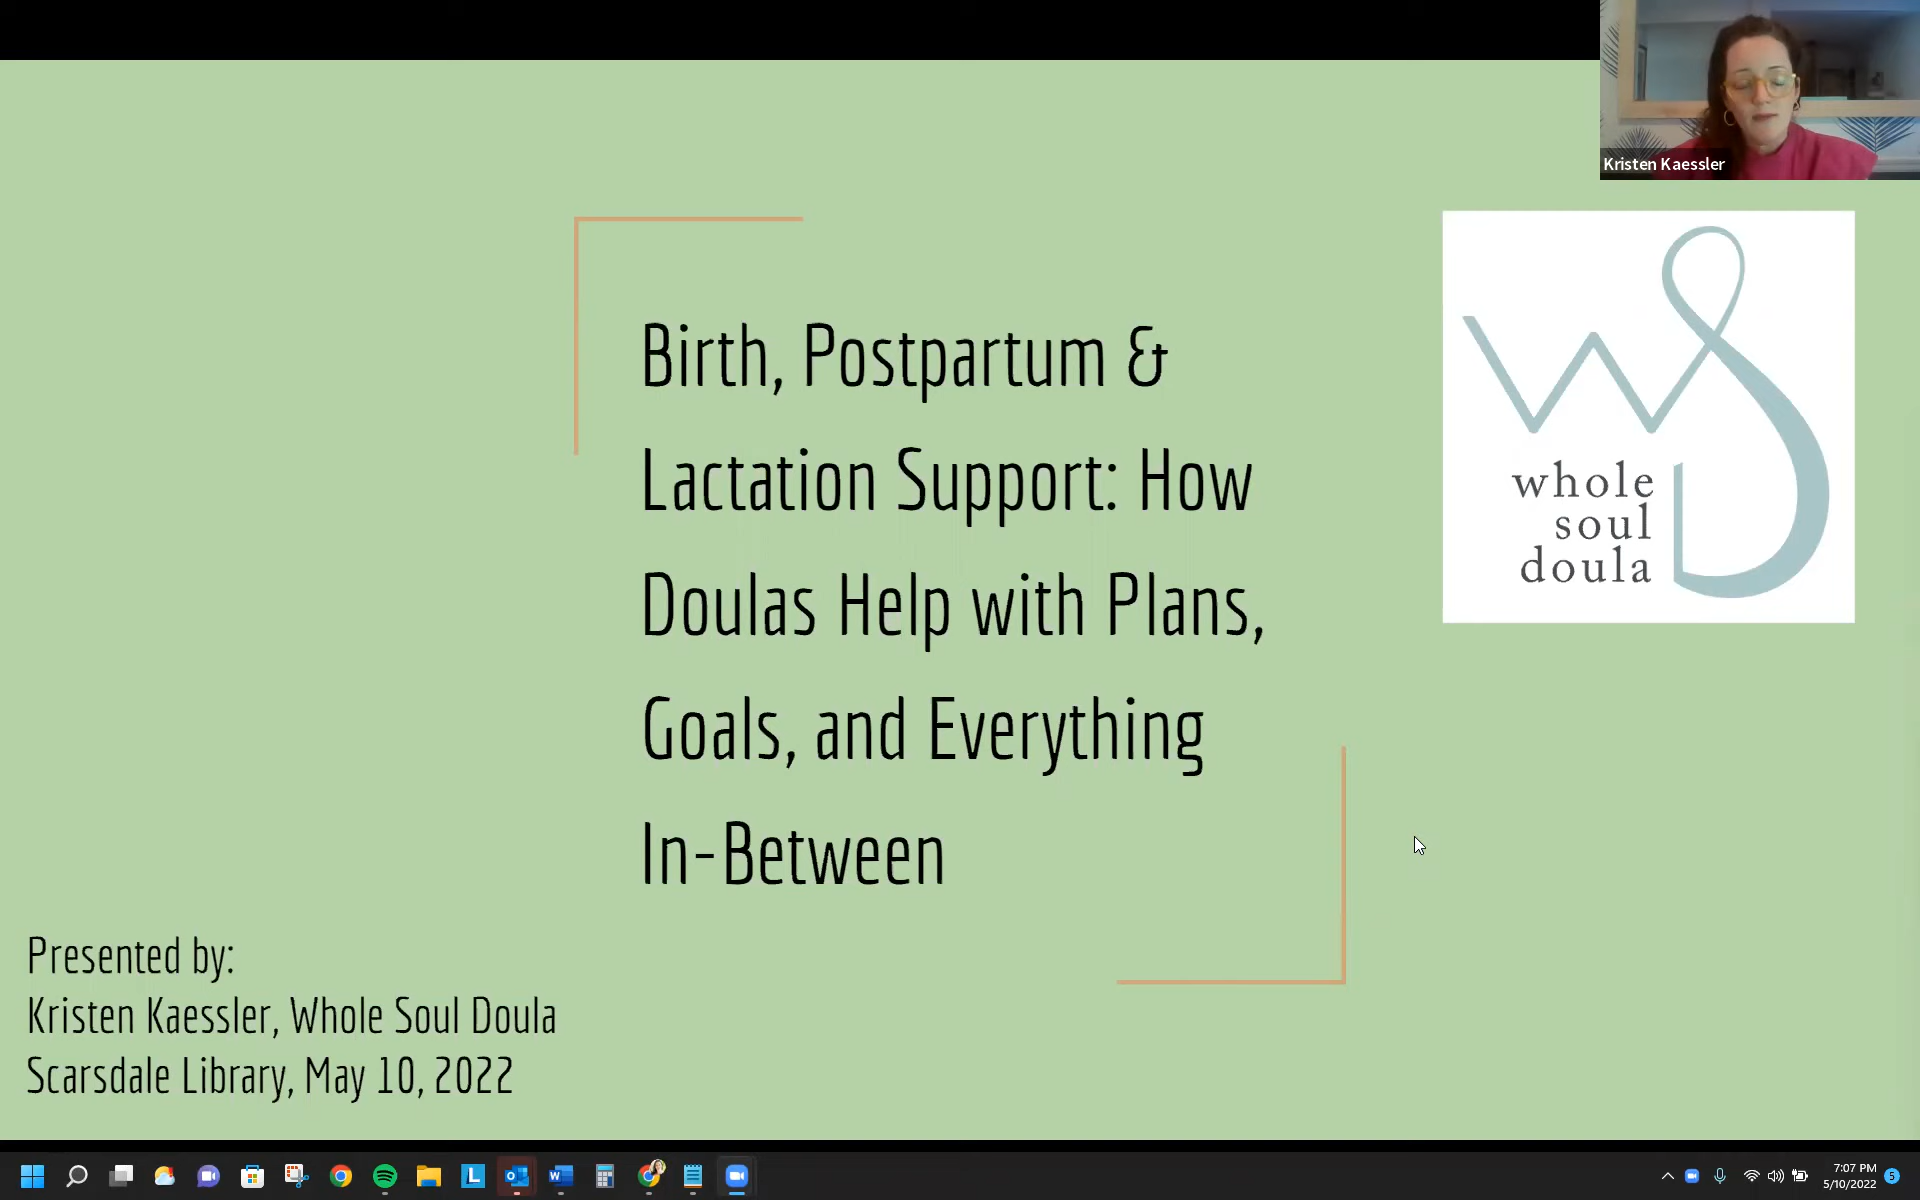 Kristen Kaessler
Birth, Postpartum &
Lactation Support: How
Doulas Help with Plans,
Goals, and Everything
In-Between
whole
soul
doula
Presented by:
Kristen Kaessler, Whole Soul Doula
Scarsdale Library, May 10, 2022
7:07 PM
5/10/2022
5